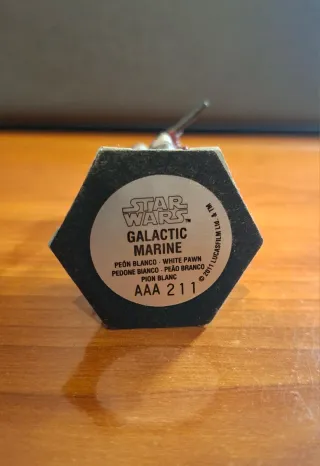 STAR
WARS
GALACTIC
MARINE
PEÓN BLANCO - WHITE PAWN
PEDONE BIANCO - PEÃO BRANCO
PION BLANC
AAA 211
© 2011 LUCASFILM Ltd. & TM